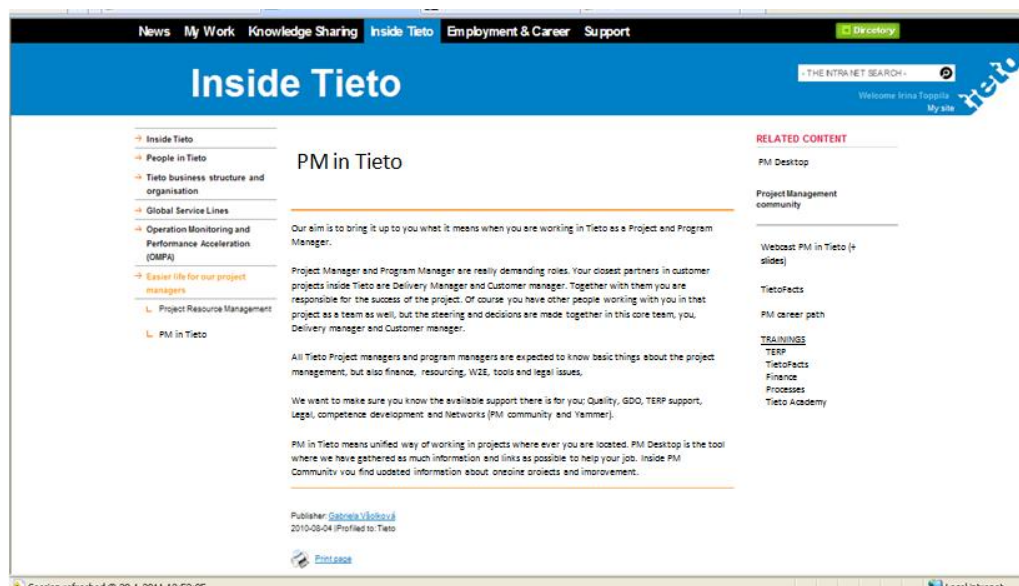 News My Work Knowledge Sharing Inside Tieto Employment & Career Support
Dircetory
Inside Tieto
- THE INTRANET SEARCH -
Welcome Irina Toppila
My site
tieto
Inside Tieto
People in Tieto
Tieto business structure and
organisation
Global Service Lines
Operation Monitoring and
Performance Acceleration
(OMPA)
Easier life for our project
managers
Project Resource Management
PM in Tieto
PM in Tieto
Our aim is to bring it up to you what it means when you are working in Tieto as a Project and Program
Manager.
Project Manager and Program Manager are really demanding roles. Your closest partners in customer
projects inside Tieto are Delivery Manager and Customer manager. Together with them you are
responsible for the success of the project. Of course you have other people working with you in that
project as a team as well, but the steering and decisions are made together in this core team, you,
Delivery manager and Customer manager.
All Tieto Project managers and program managers are expected to know basic things about the project
management, but also finance, resourcing, W2E, tools and legal issues,
We want to make sure you know the available support there is for you; Quality, GDO, TERP support,
Legal, competence development and Networks (PM community and Yammer).
PM in Tieto means unified way of working in projects where ever you are located. PM Desktop is the tool
where we have gathered as much information and links as possible to help your job. Inside PM
Community you find updated information about ongoing projects and improvement.
Publisher: Gabriela
2010-08-04 |Profiled to: Tieto
Print page
RELATED CONTENT
PM Desktop
Project Management
community
Webcast PM in Tieto (+
slides)
TietoFacts
PM career path
TRAININGS
TERP
TietoFacts
Finance
Processes
Tieto Academy